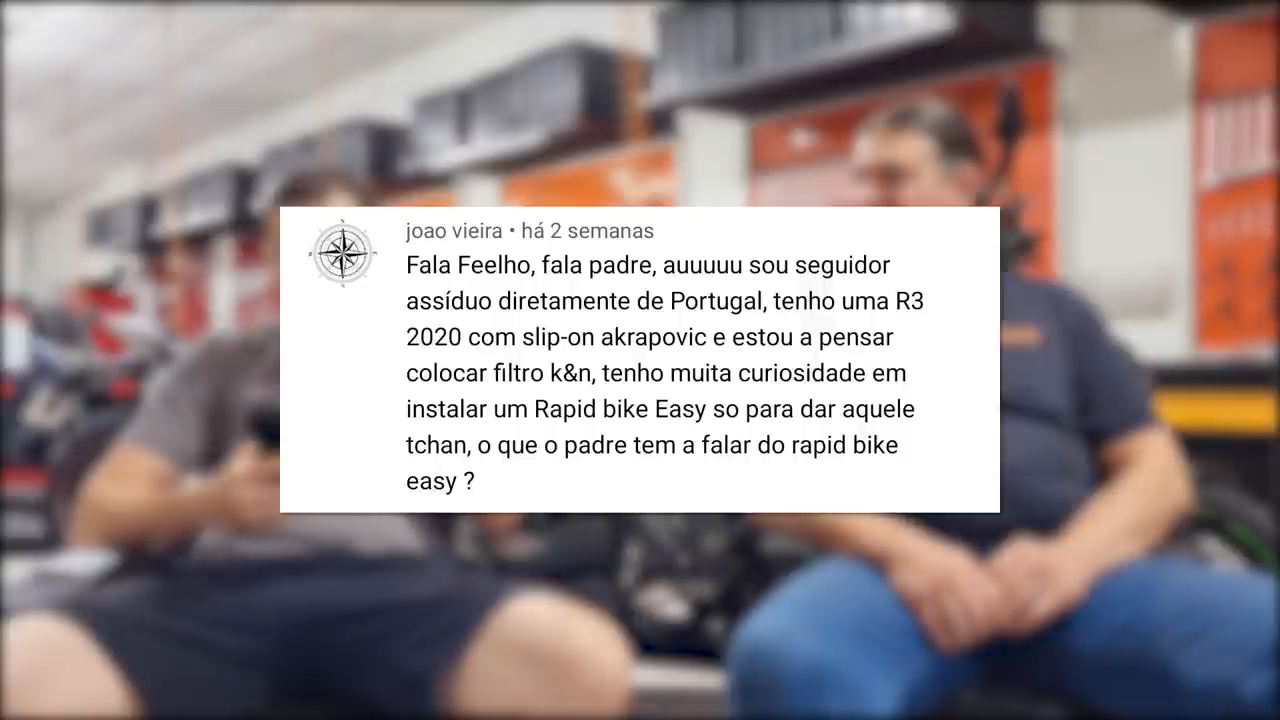 joao vieira • há 2 semanas
Fala Feelho, fala padre, auuuuu sou seguidor
assíduo diretamente de Portugal, tenho uma R3
2020 com slip-on akrapovic e estou a pensar
colocar filtro k&n, tenho muita curiosidade em
instalar um Rapid bike Easy so para dar aquele
tchan, o que o padre tem a falar do rapid bike
easy ?